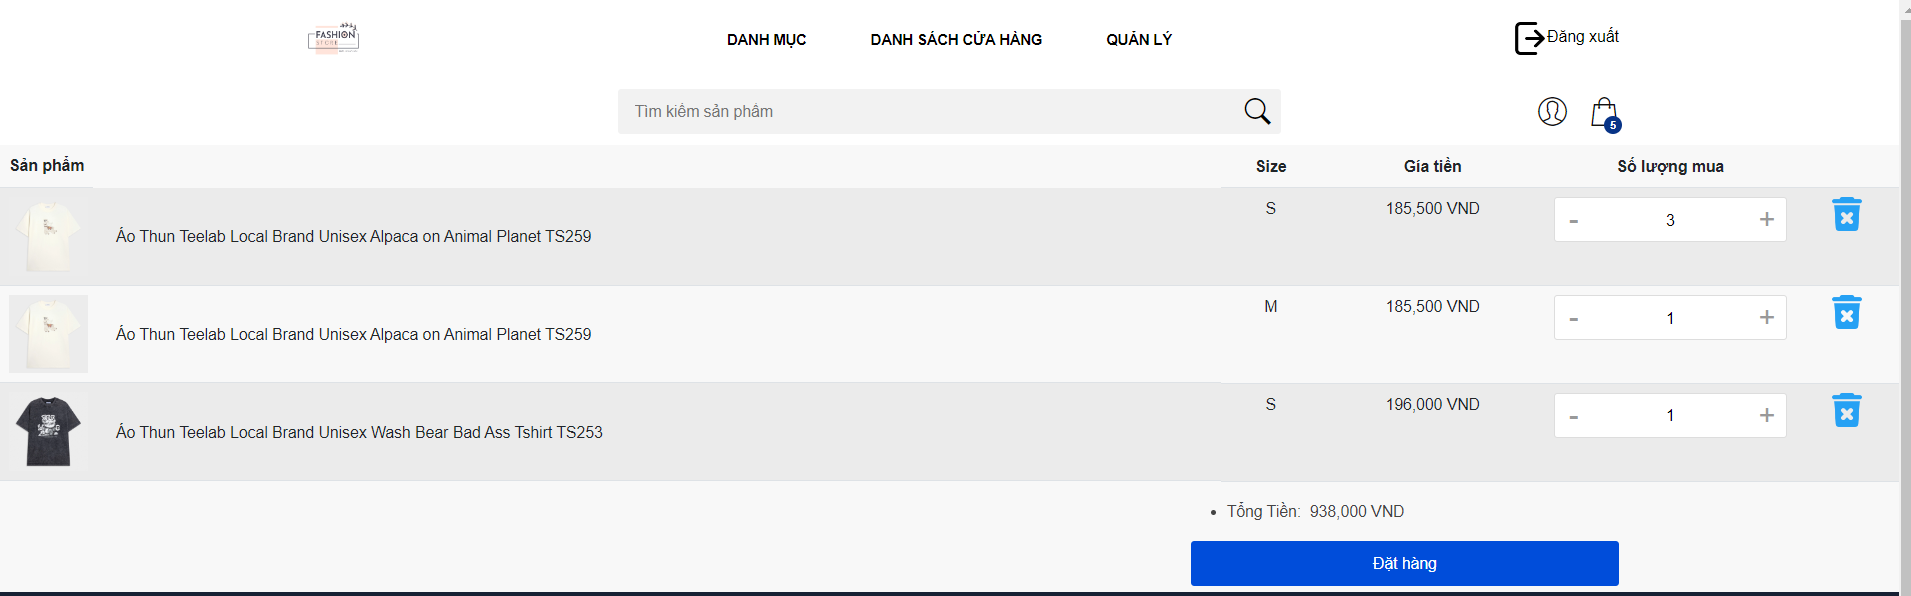 FASHION
STORE
DANH MỤC
DANH SÁCH CỬA HÀNG
QUẢN LÝ
Đăng xuất
Tìm kiếm sản phẩm
5
Sản phẩm
Size
Gía tiền
Số lượng mua
Áo Thun Teelab Local Brand Unisex Alpaca on Animal Planet TS259
S
185,500 VND
- 3 +
Áo Thun Teelab Local Brand Unisex Alpaca on Animal Planet TS259
M
185,500 VND
- 1 +
Áo Thun Teelab Local Brand Unisex Wash Bear Bad Ass Tshirt TS253
S
196,000 VND
- 1 +
• Tổng Tiền: 938,000 VND
Đặt hàng